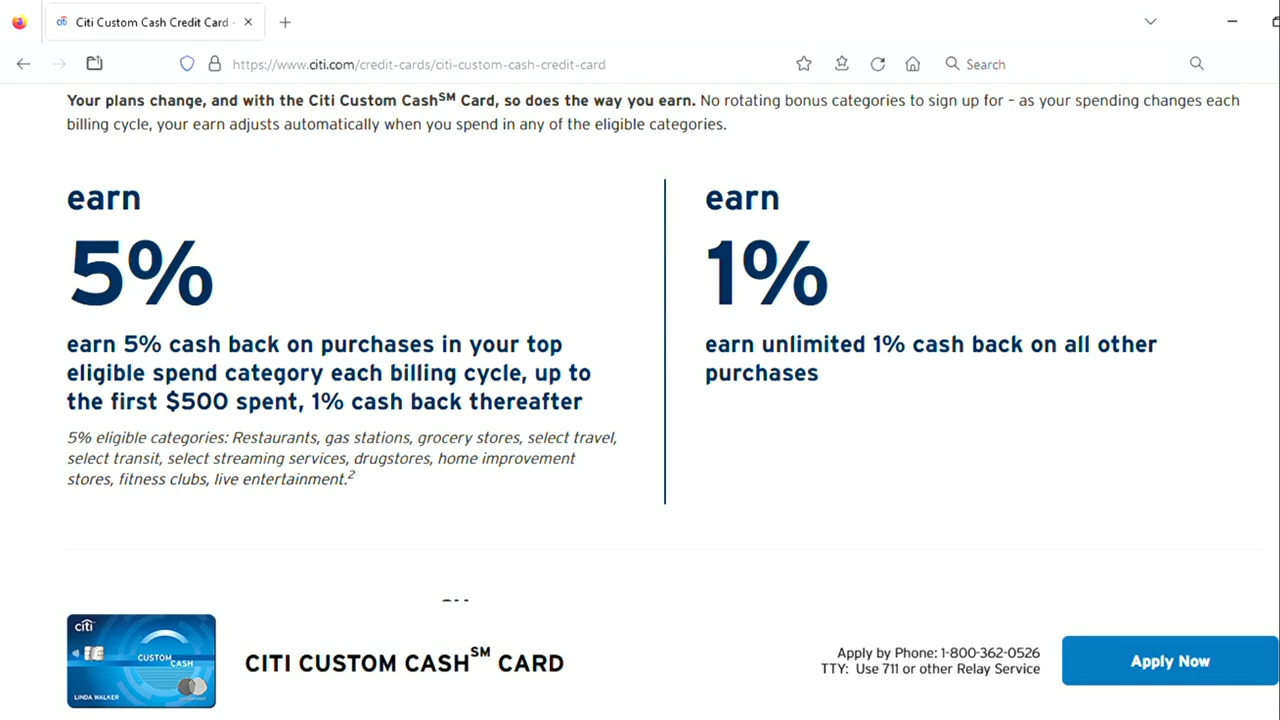 Citi Custom Cash Credit Card -
https://www.citi.com/credit-cards/citi-custom-cash-credit-card
Search
Your plans change, and with the Citi Custom Cash℠ Card, so does the way you earn. No rotating bonus categories to sign up for – as your spending changes each
billing cycle, your earn adjusts automatically when you spend in any of the eligible categories.
earn
5%
earn 5% cash back on purchases in your top
eligible spend category each billing cycle, up to
the first $500 spent, 1% cash back thereafter
5% eligible categories: Restaurants, gas stations, grocery stores, select travel,
select transit, select streaming services, drugstores, home improvement
stores, fitness clubs, live entertainment.²
earn
1%
earn unlimited 1% cash back on all other
purchases
citi
CUSTOM
CASH
LINDA WALKER
CITI CUSTOM CASH℠ CARD
Apply by Phone: 1-800-362-0526
TTY: Use 711 or other Relay Service
Apply Now